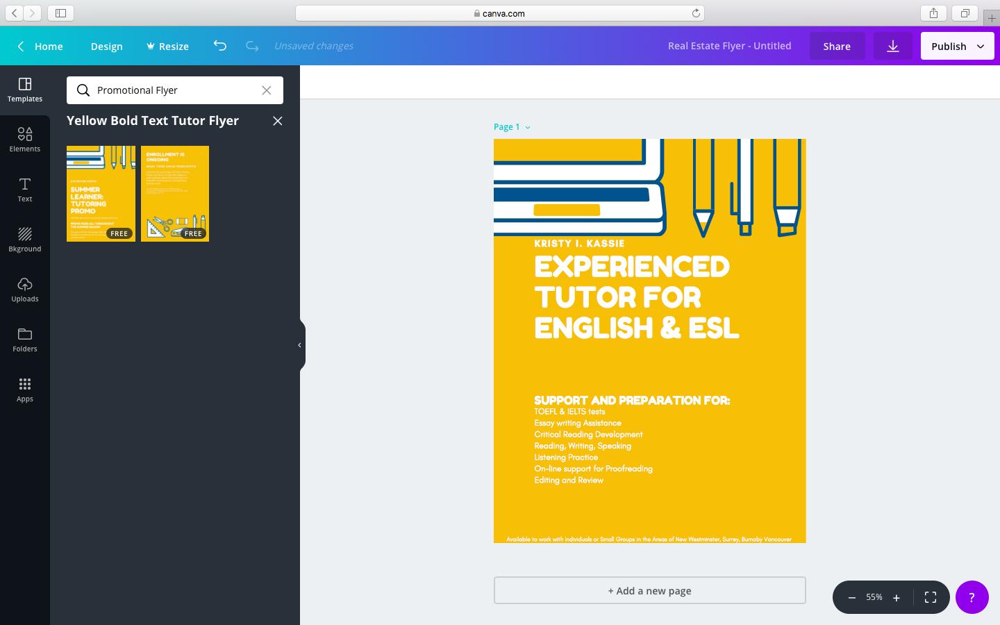 canva.com
Home
Design
Resize
Unsaved changes
Real Estate Flyer - Untitled
Share
Publish
Templates
Elements
Text
Bkground
Uploads
Folders
Apps
Promotional Flyer
Yellow Bold Text Tutor Flyer
SUMMER
LEARNER:
TUTORING
PROMO
FREE
ENROLLMENT IS
ONGOING
MAKE YOUR GRIND PRODUCTIVE
FREE
Page 1
KRISTY I. KASSIE
EXPERIENCED
TUTOR FOR
ENGLISH & ESL
SUPPORT AND PREPARATION FOR:
TOEFL & IELTS tests
Essay writing Assistance
Critical Reading Development
Reading, Writing, Speaking
Listening Practice
On-line support for Proofreading
Editing and Review
Available to work with Individuals or Small Groups in the Areas of New Westminster, Surrey, Burnaby Vancouver
+ Add a new page
55%
?